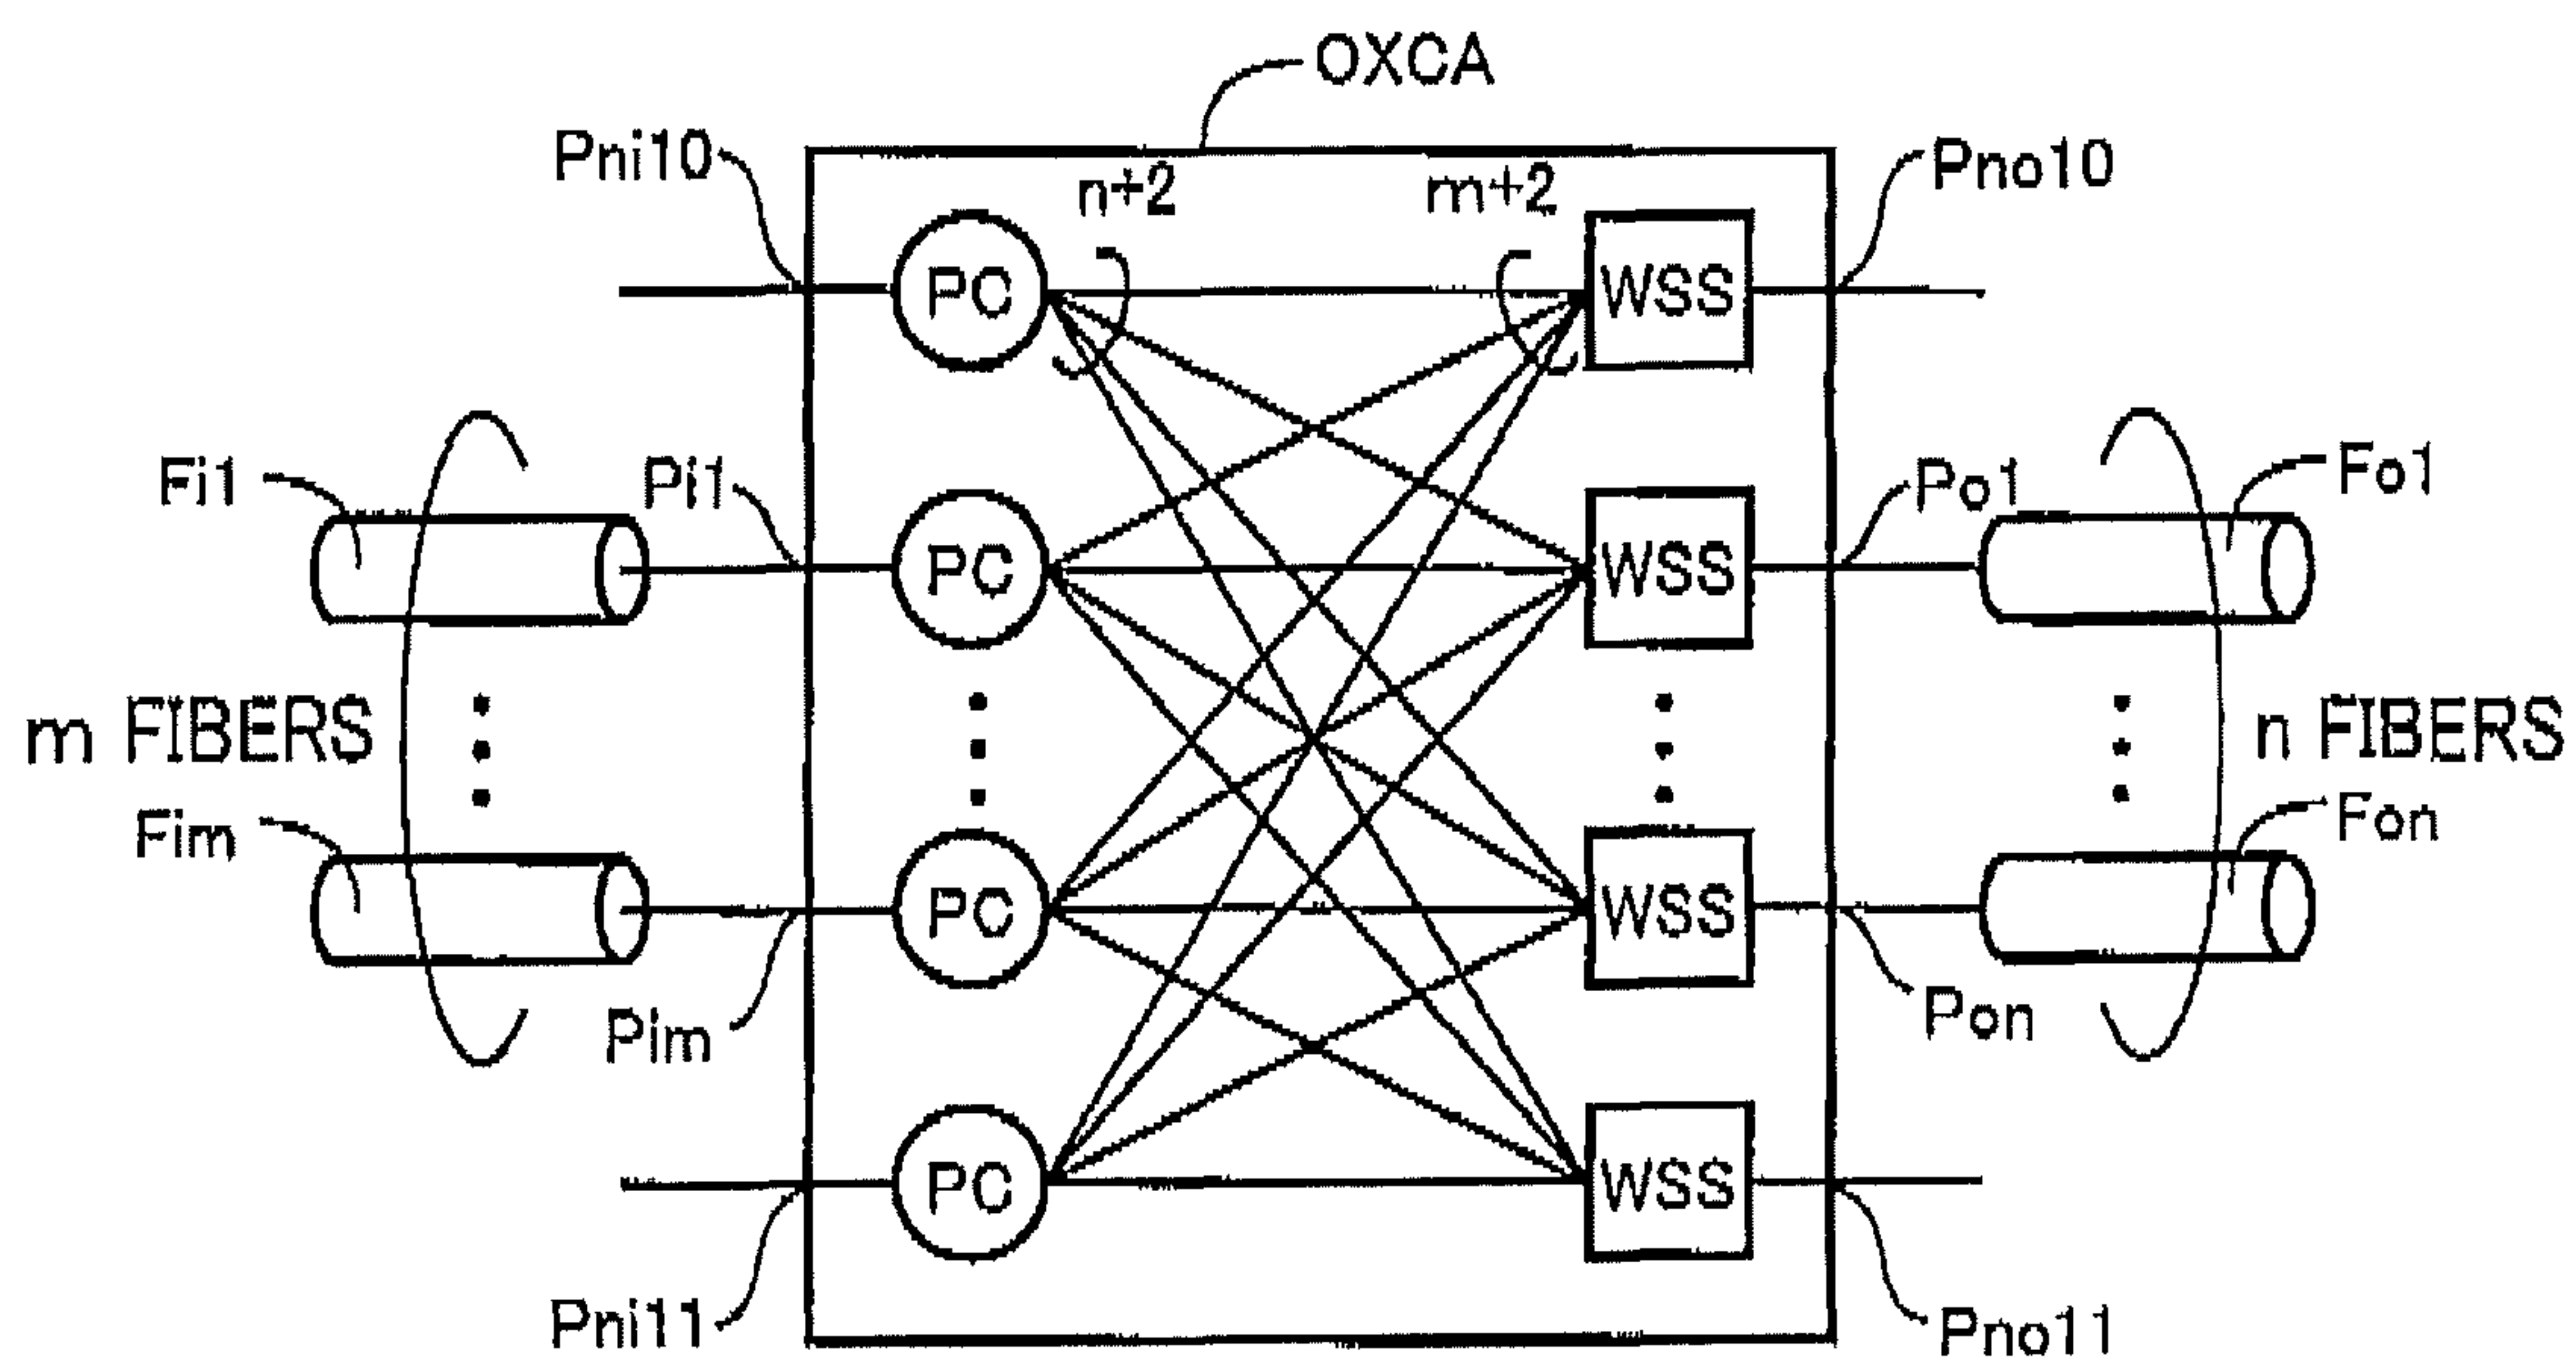 OXCA
Pni10
n+2
m+2
Pno10
PC
WSS
Fi1
Pi1
PC
WSS
Po1
Fo1
m FIBERS
n FIBERS
Fim
PC
WSS
Fon
Pim
Pon
PC
WSS
Pni11
Pno11